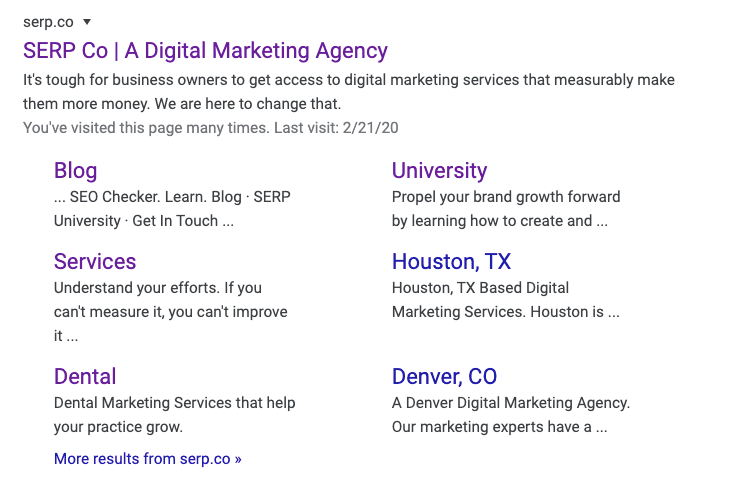 serp.co ▼
SERP Co | A Digital Marketing Agency
It's tough for business owners to get access to digital marketing services that measurably make
them more money. We are here to change that.
You've visited this page many times. Last visit: 2/21/20
Blog
... SEO Checker. Learn. Blog · SERP
University · Get In Touch ...
University
Propel your brand growth forward
by learning how to create and ...
Services
Understand your efforts. If you
can't measure it, you can't improve
it ...
Houston, TX
Houston, TX Based Digital
Marketing Services. Houston is ...
Dental
Dental Marketing Services that help
your practice grow.
Denver, CO
A Denver Digital Marketing Agency.
Our marketing experts have a ...
More results from serp.co »